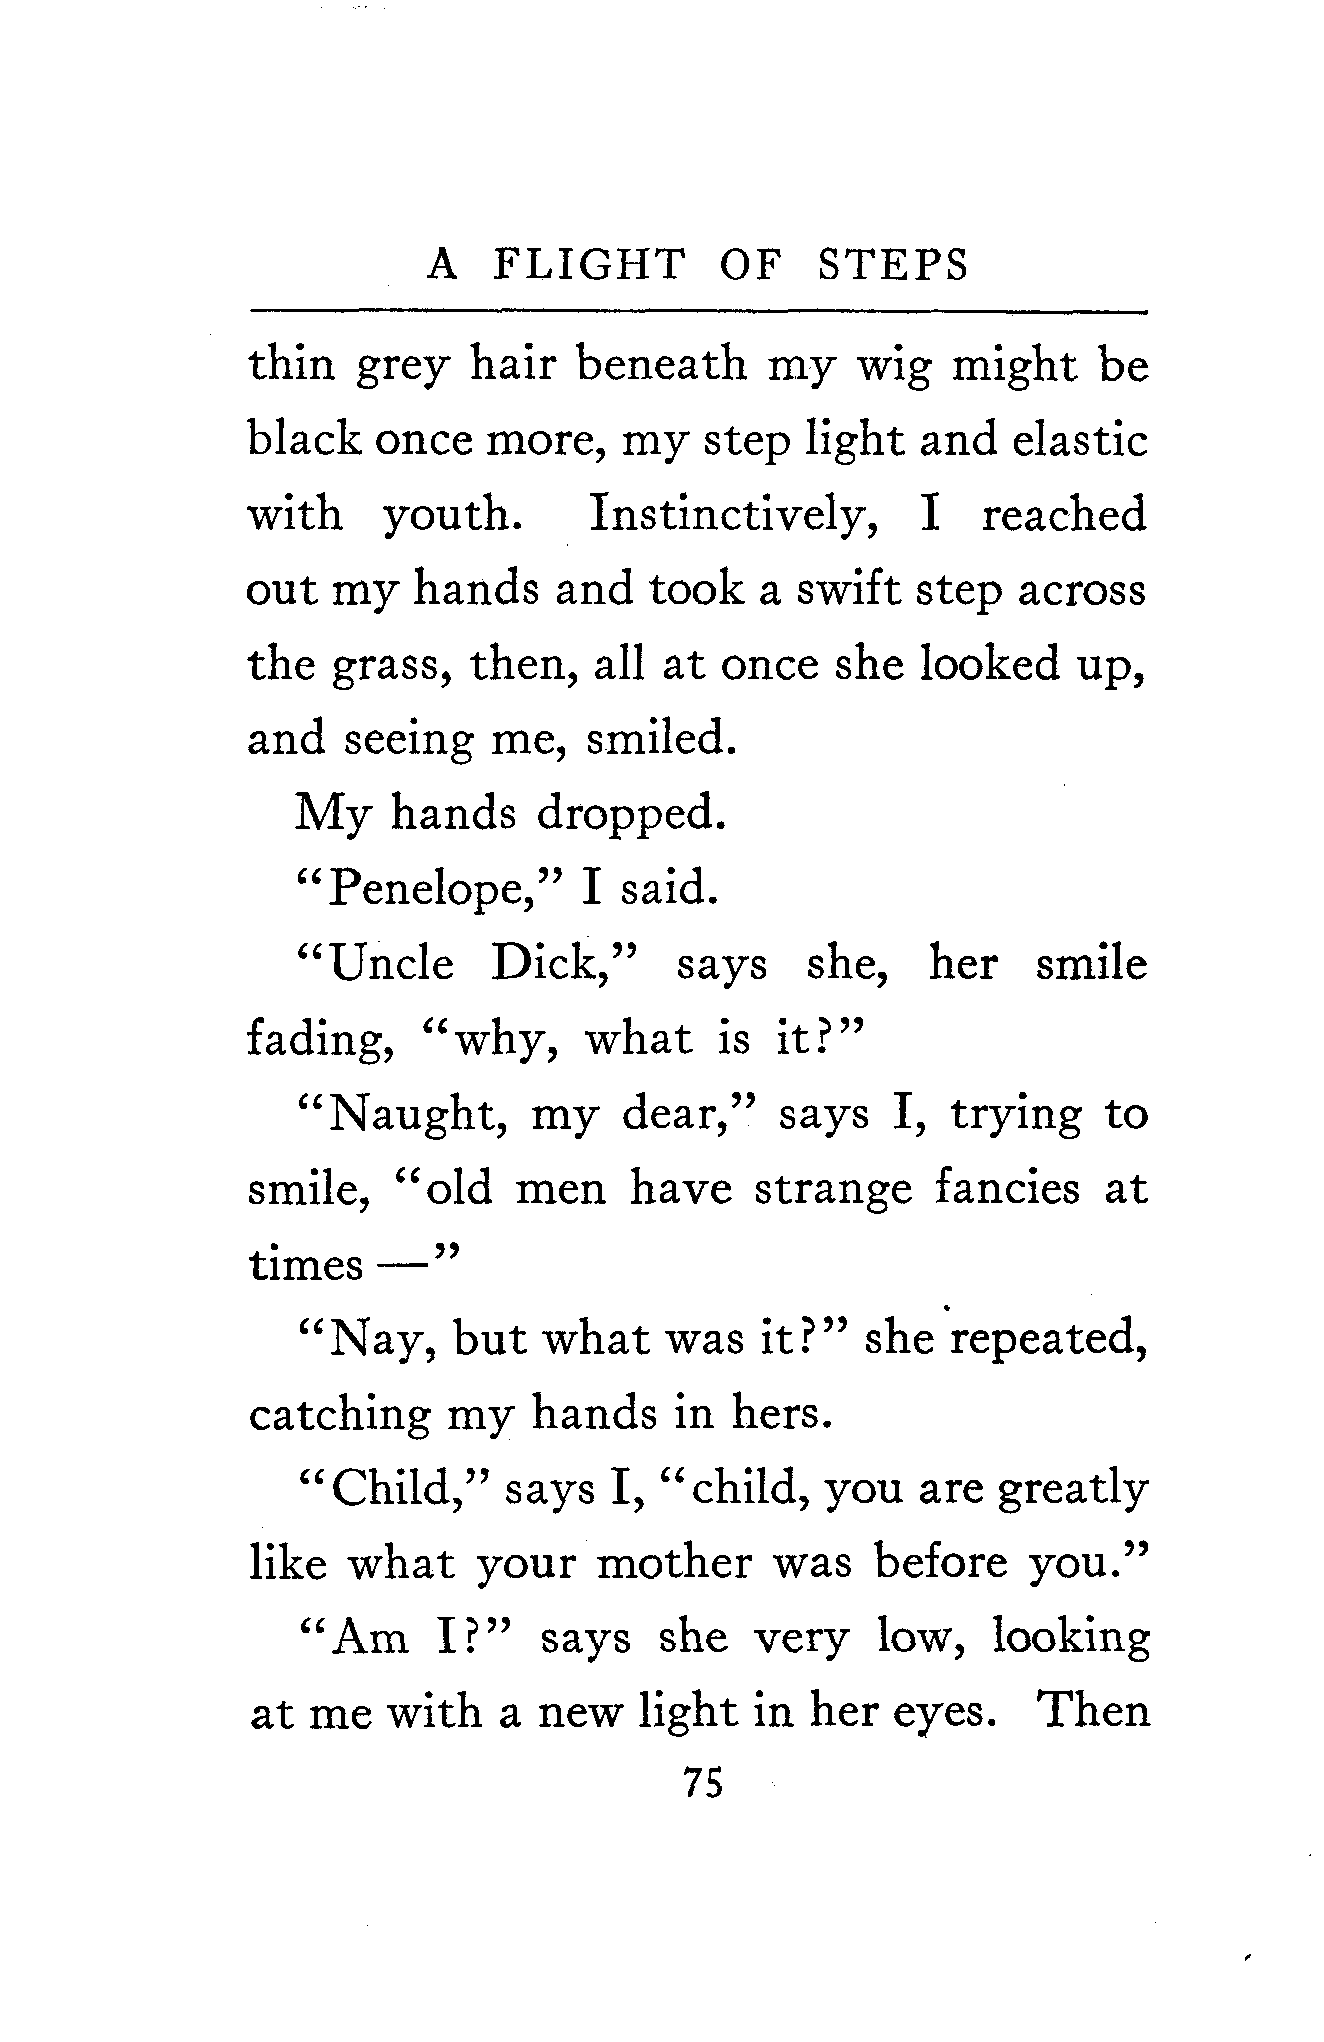 A FLIGHT OF STEPS
thin grey hair beneath my wig might be
black once more, my step light and elastic
with youth. Instinctively, I reached
out my hands and took a swift step across
the grass, then, all at once she looked up,
and seeing me, smiled.
My hands dropped.
“Penelope,” I said.
“Uncle Dick,” says she, her smile
fading, “why, what is it?”
“Naught, my dear,” says I, trying to
smile, “old men have strange fancies at
times —”
“Nay, but what was it?” she repeated,
catching my hands in hers.
“Child,” says I, “child, you are greatly
like what your mother was before you.”
“Am I?” says she very low, looking
at me with a new light in her eyes. Then
75